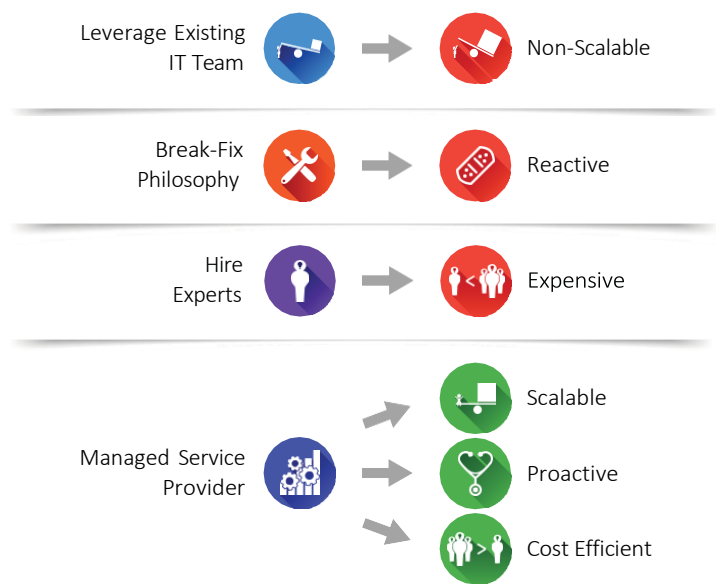 Leverage Existing
IT Team
Non-Scalable
Break-Fix
Philosophy
Reactive
Hire
Experts
<
Expensive
Managed Service
Provider
Scalable
Proactive
>
Cost Efficient